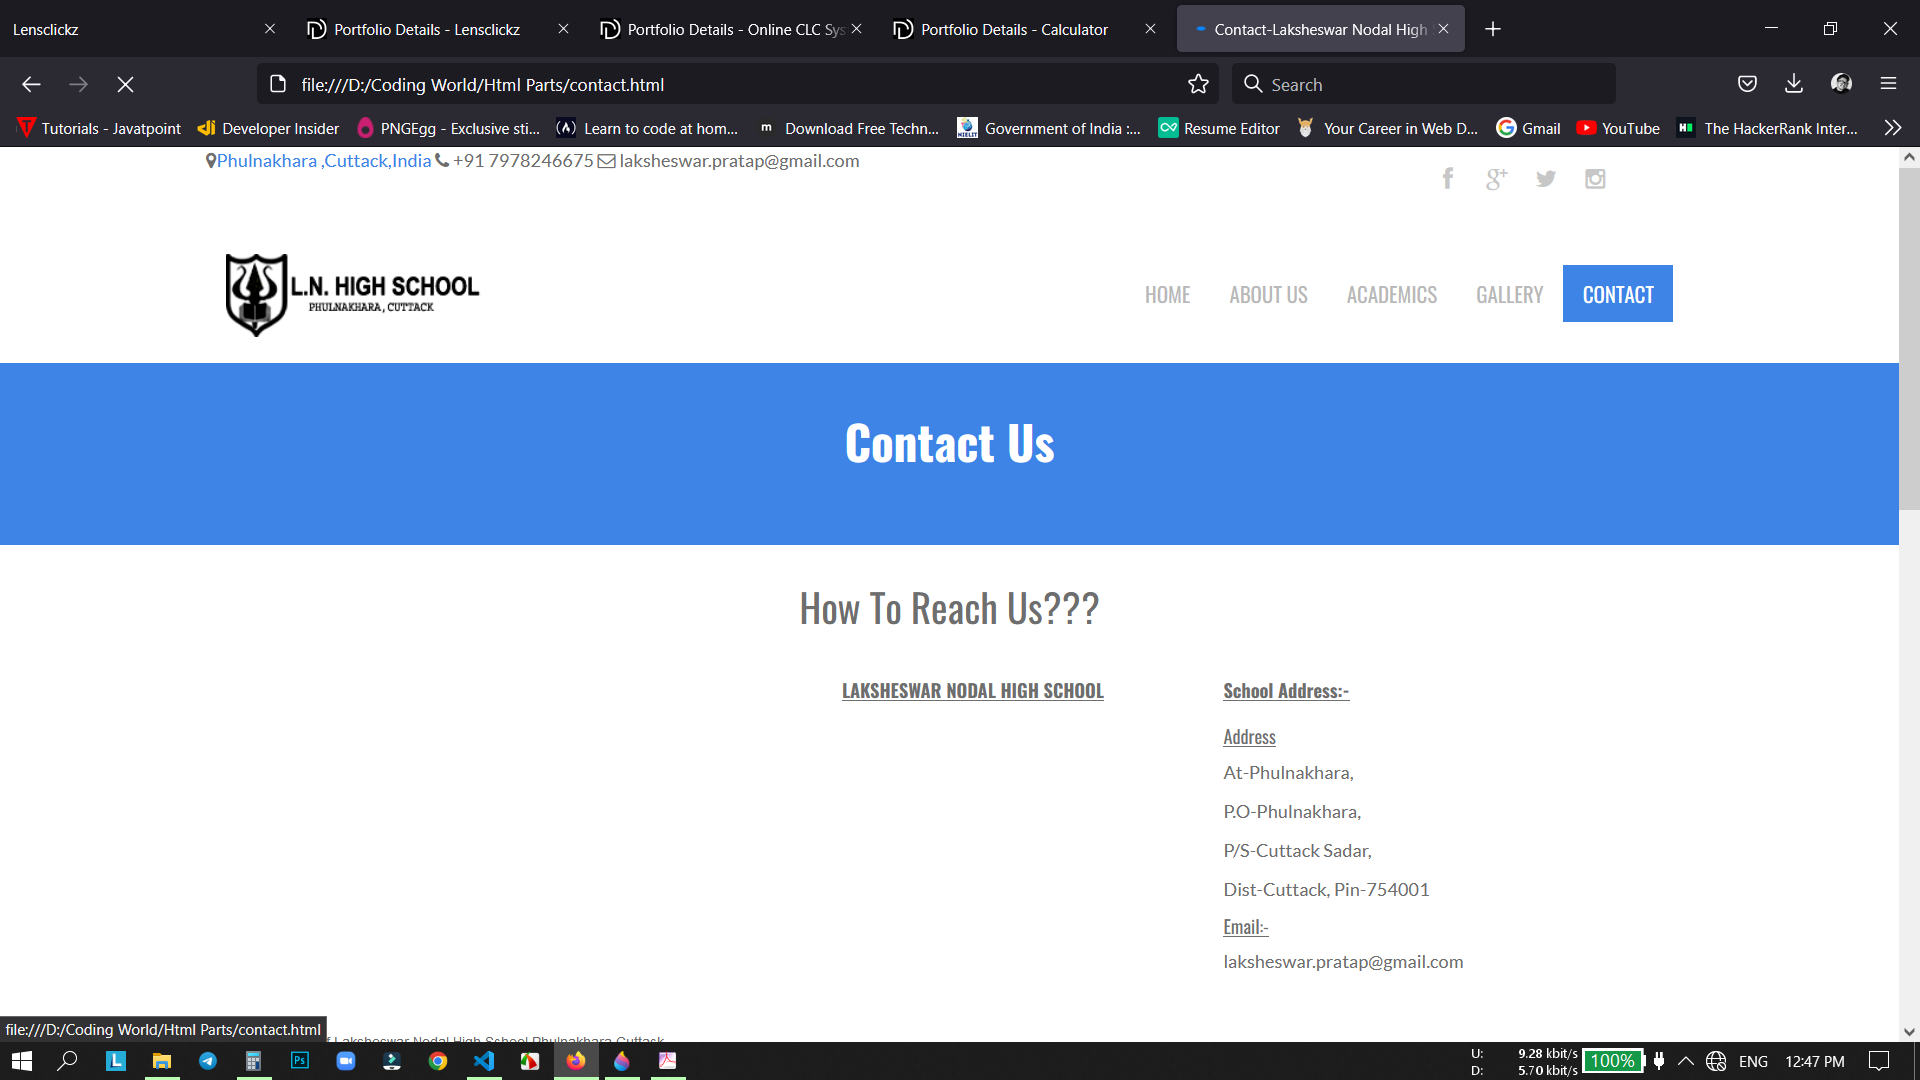 Lensclickz
Portfolio Details - Lensclickz
Portfolio Details - Online CLC Sys
Portfolio Details - Calculator
Contact-Laksheswar Nodal High
file:///D:/Coding World/Html Parts/contact.html
Search
Tutorials - Javatpoint
Developer Insider
PNGEgg - Exclusive sti...
Learn to code at hom...
m Download Free Techn...
Government of India :...
Resume Editor
Your Career in Web D...
Gmail
YouTube
The HackerRank Inter...
Phulnakhara ,Cuttack,India +91 7978246675 laksheswar.pratap@gmail.com
L.N. HIGH SCHOOL
PHULNAKHARA, CUTTACK
HOME ABOUT US ACADEMICS GALLERY CONTACT
Contact Us
How To Reach Us???
LAKSHESWAR NODAL HIGH SCHOOL
School Address:-
Address
At-Phulnakhara,
P.O-Phulnakhara,
P/S-Cuttack Sadar,
Dist-Cuttack, Pin-754001
Email:-
laksheswar.pratap@gmail.com
file:///D:/Coding World/Html Parts/contact.html
f Laksheswar Nodal High School Phulnakhara Cuttask
U: 9.28 kbit/s
D: 5.70 kbit/s
100%
ENG
12:47 PM